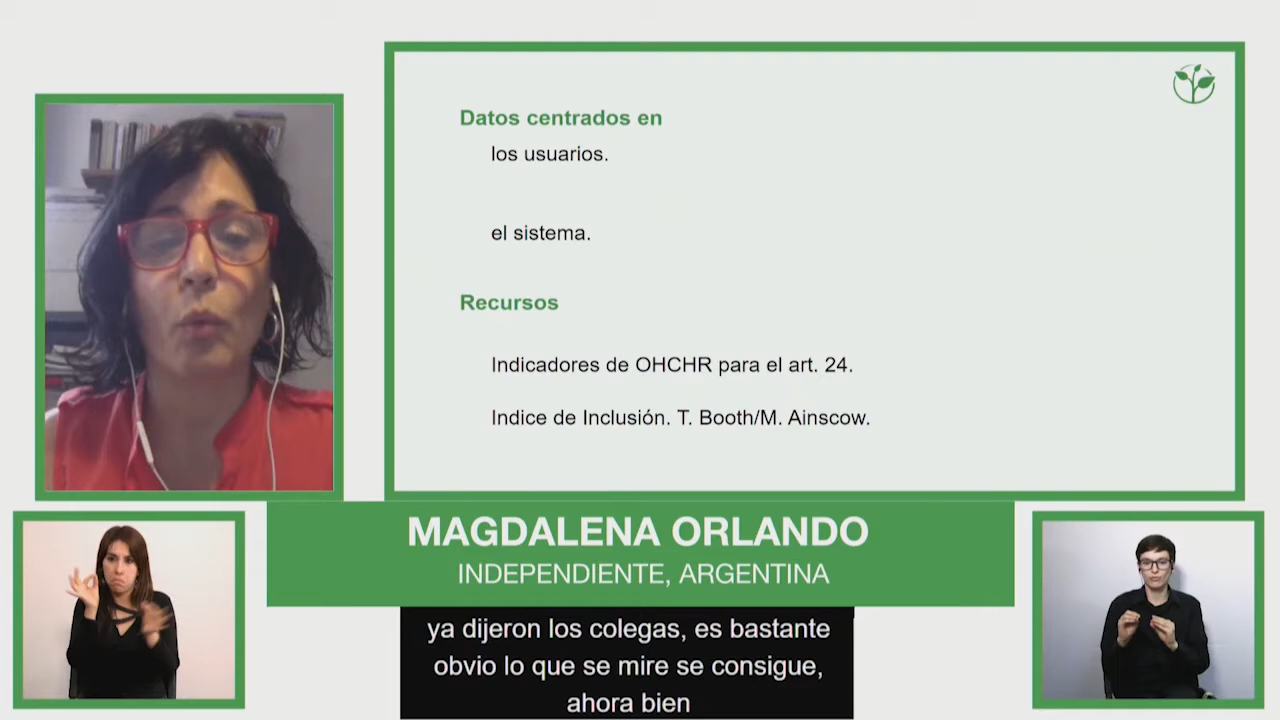 Datos centrados en
los usuarios.
el sistema.
Recursos
Indicadores de OHCHR para el art. 24.
Indice de Inclusión. T. Booth/M. Ainscow.
MAGDALENA ORLANDO
INDEPENDIENTE, ARGENTINA
ya dijeron los colegas, es bastante
obvio lo que se mire se consigue,
ahora bien